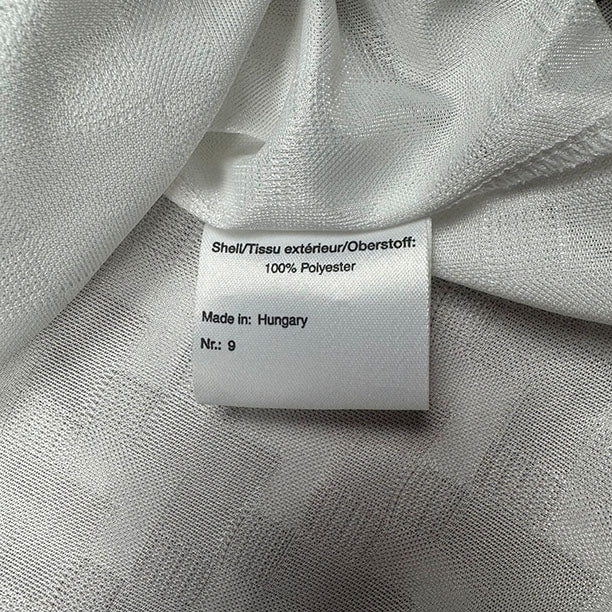 Shell/Tissu extérieur/Oberstoff:
100% Polyester
Made in: Hungary
Nr.: 9